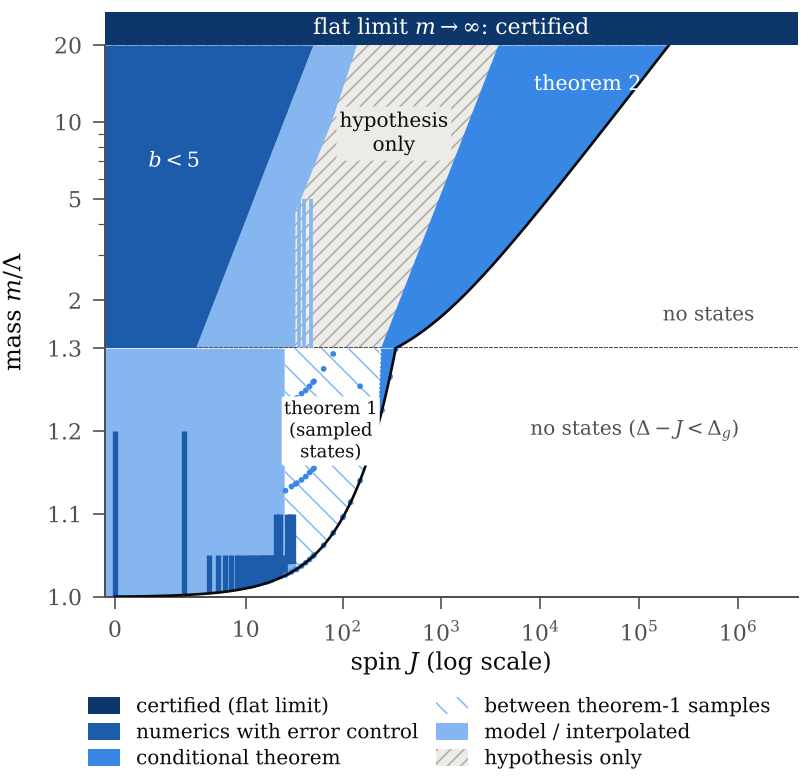 flat limit m → ∞: certified
20
theorem 2
10
hypothesis
only
b < 5
5
mass m/Λ
2
no states
1.3
theorem 1
(sampled
states)
1.2
no states (Δ − J < Δ_g)
1.1
1.0
0
10
10²
10³
10⁴
10⁵
10⁶
spin J (log scale)
certified (flat limit)
numerics with error control
conditional theorem
between theorem-1 samples
model / interpolated
hypothesis only